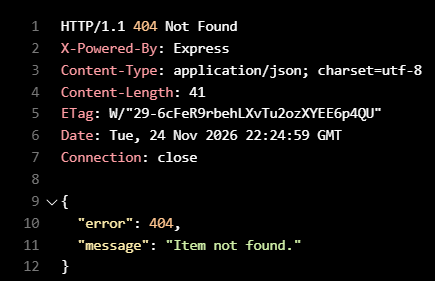 1 HTTP/1.1 404 Not Found
2 X-Powered-By: Express
3 Content-Type: application/json; charset=utf-8
4 Content-Length: 41
5 ETag: W/"29-6cFeR9rbehLXvTu2ozXYEE6p4QU"
6 Date: Tue, 24 Nov 2026 22:24:59 GMT
7 Connection: close
8
9 {
10 "error": 404,
11 "message": "Item not found."
12 }